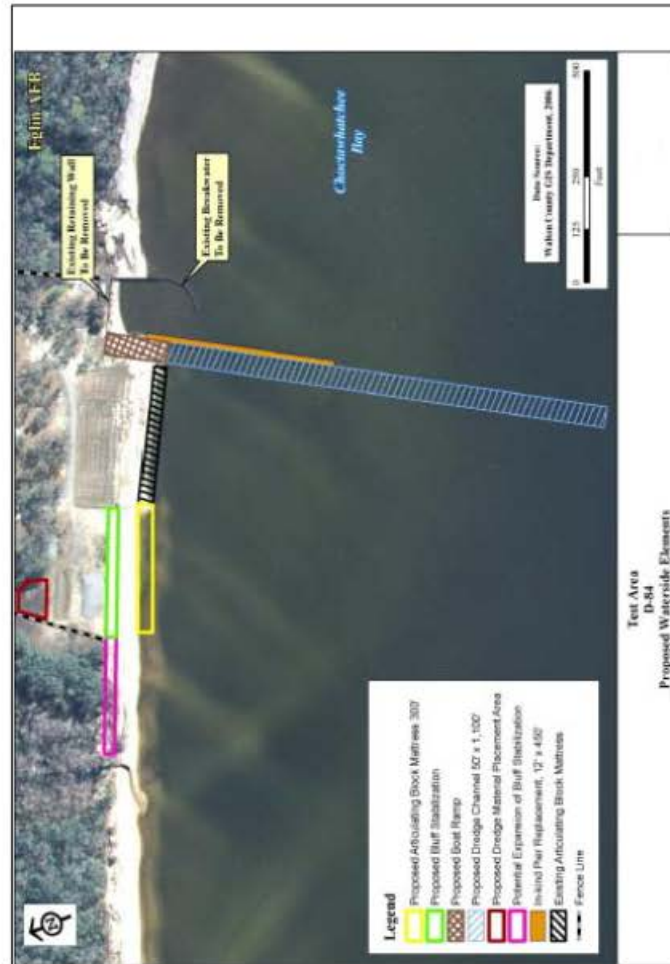 Eglin AFB
Existing Retaining Wall
To Be Removed
Existing Breakwater
To Be Removed
Choctawhatchee
Bay
Data Source:
Walton County GIS Department, 2006
0 125 250 500
Feet
N
Legend
Proposed Articulating Block Mattress 300'
Proposed Bluff Stabilization
Proposed Boat Ramp
Proposed Dredge Channel 50' x 1,100'
Proposed Dredge Material Placement Area
Potential Expansion of Bluff Stabilization
In-kind Pier Replacement, 12' x 450'
Existing Articulating Block Mattress
Fence Line
Test Area
D-84
Proposed Waterside Elements